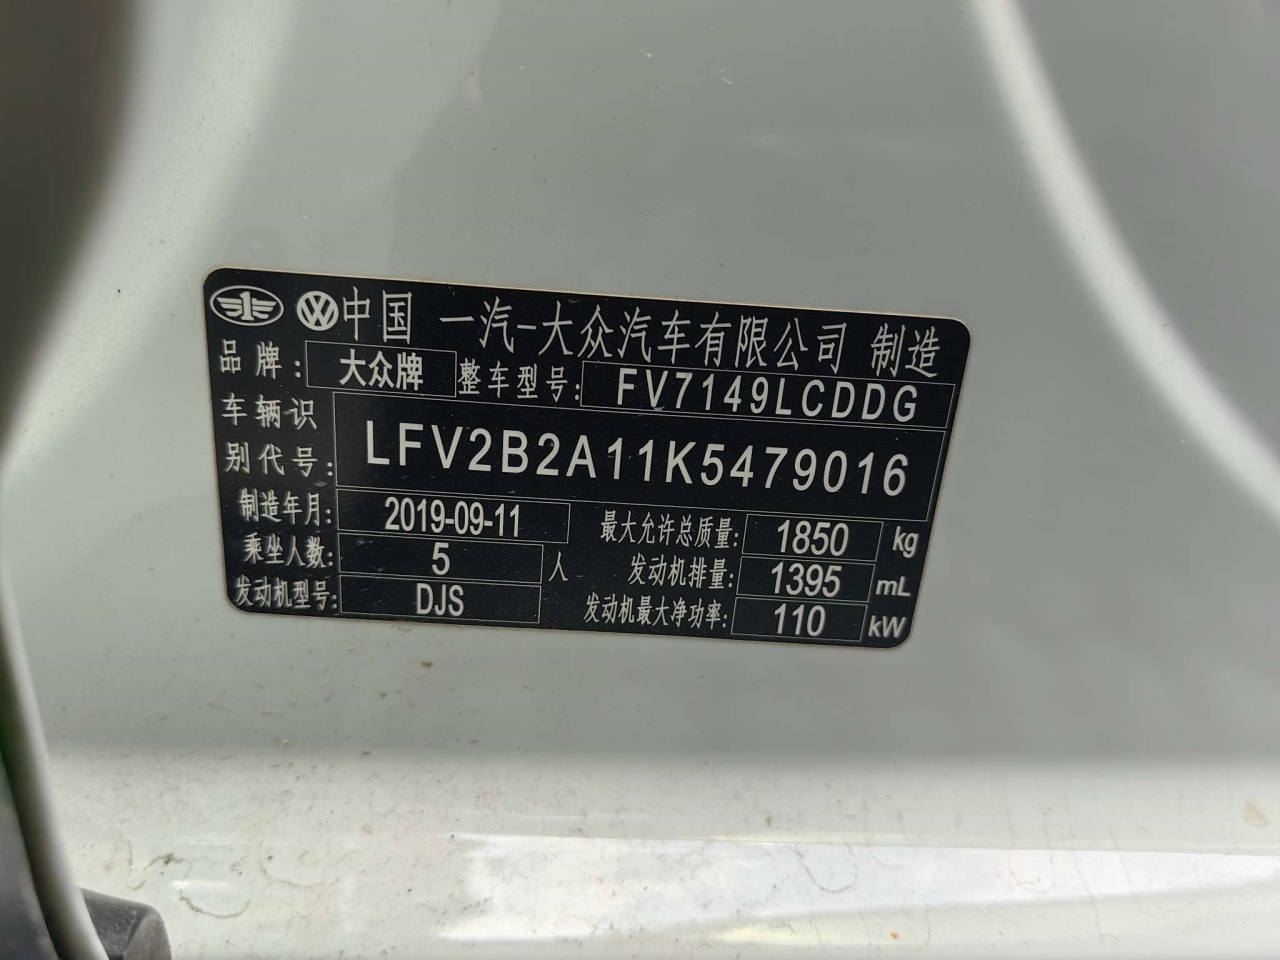 中国 一汽-大众汽车有限公司 制造
品牌: 大众牌 整车型号: FV7149LCDDG
车辆识别代号: LFV2B2A11K5479016
制造年月: 2019-09-11 最大允许总质量: 1850 kg
乘坐人数: 5 人 发动机排量: 1395 mL
发动机型号: DJS 发动机最大净功率: 110 kW